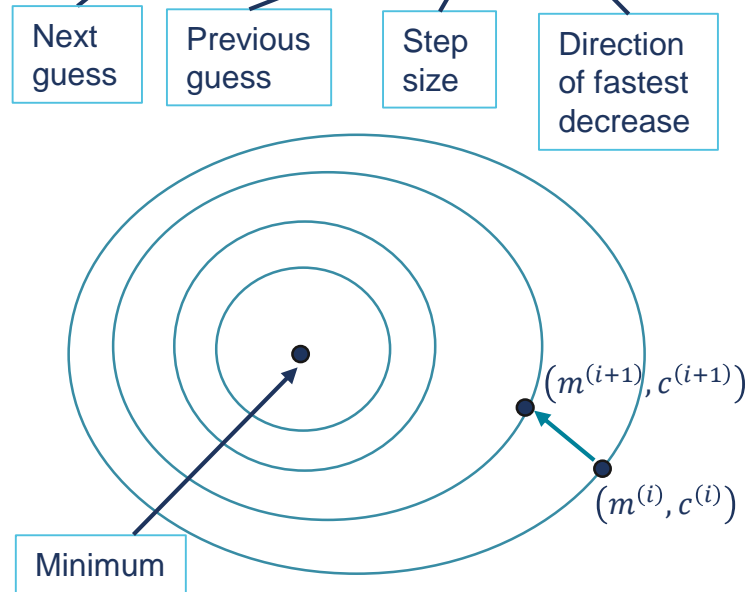 Next
guess
Previous
guess
Step
size
Direction
of fastest
decrease
(m^{(i+1)}, c^{(i+1)})
(m^{(i)}, c^{(i)})
Minimum